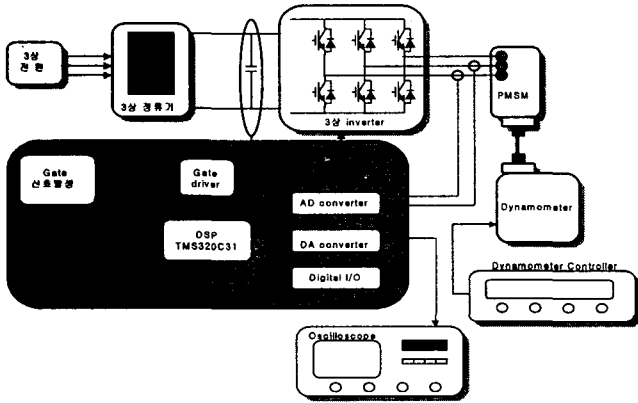 3상
전원
3상 정류기
3상 inverter
PMSM
Gate
신호발생
Gate
driver
DSP
TMS320C31
AD converter
DA converter
Digital I/O
Dynamometer
Dynamometer Controller
Oscilloscope